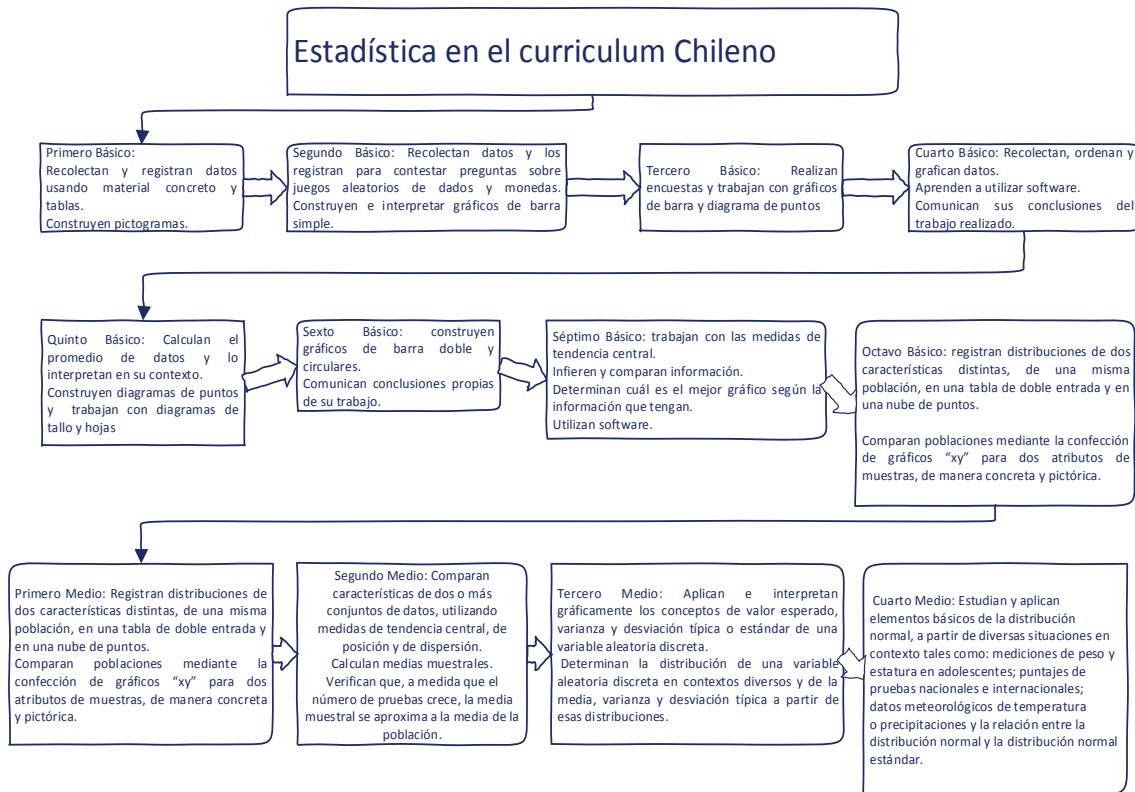 Estadística en el curriculum Chileno
Primero Básico:
Recolectan y registran datos
usando material concreto y
tablas.
Construyen pictogramas.
Segundo Básico: Recolectan datos y los
registran para contestar preguntas sobre
juegos aleatorios de dados y monedas.
Construyen e interpretar gráficos de barra
simple.
Tercero Básico: Realizan
encuestas y trabajan con gráficos
de barra y diagrama de puntos
Cuarto Básico: Recolectan, ordenan y
grafican datos.
Aprenden a utilizar software.
Comunican sus conclusiones del
trabajo realizado.
Quinto Básico: Calculan el
promedio de datos y lo
interpretan en su contexto.
Construyen diagramas de puntos
y trabajan con diagramas de
tallo y hojas
Sexto Básico: construyen
gráficos de barra doble y
circulares.
Comunican conclusiones propias
de su trabajo.
Séptimo Básico: trabajan con las medidas de
tendencia central.
Infieren y comparan información.
Determinan cuál es el mejor gráfico según la
información que tengan.
Utilizan software.
Octavo Básico: registran distribuciones de dos
características distintas, de una misma
población, en una tabla de doble entrada y en
una nube de puntos.
Comparan poblaciones mediante la confección
de gráficos “xy” para dos atributos de
muestras, de manera concreta y pictórica.
Primero Medio: Registran distribuciones de
dos características distintas, de una misma
población, en una tabla de doble entrada y
en una nube de puntos.
Comparan poblaciones mediante la
confección de gráficos “xy” para dos
atributos de muestras, de manera concreta
y pictórica.
Segundo Medio: Comparan
características de dos o más
conjuntos de datos, utilizando
medidas de tendencia central, de
posición y de dispersión.
Calculan medias muestrales.
Verifican que, a medida que el
número de pruebas crece, la media
muestral se aproxima a la media de la
población.
Tercero Medio: Aplican e interpretan
gráficamente los conceptos de valor esperado,
varianza y desviación típica o estándar de una
variable aleatoria discreta.
Determinan la distribución de una variable
aleatoria discreta en contextos diversos y de la
media, varianza y desviación típica a partir de
esas distribuciones.
Cuarto Medio: Estudian y aplican
elementos básicos de la distribución
normal, a partir de diversas situaciones en
contexto tales como: mediciones de peso y
estatura en adolescentes; puntajes de
pruebas nacionales e internacionales;
datos meteorológicos de temperatura
o precipitaciones y la relación entre la
distribución normal y la distribución normal
estándar.